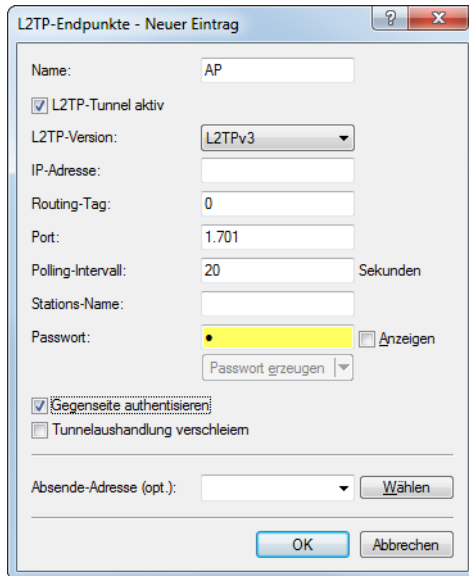 L2TP-Endpunkte - Neuer Eintrag
Name: AP
L2TP-Tunnel aktiv
L2TP-Version: L2TPv3
IP-Adresse:
Routing-Tag: 0
Port: 1.701
Polling-Intervall: 20 Sekunden
Stations-Name:
Passwort: ● Anzeigen
Passwort erzeugen
Gegenseite authentisieren
Tunnelaushandlung verschleiern
Absende-Adresse (opt.): Wählen
OK Abbrechen